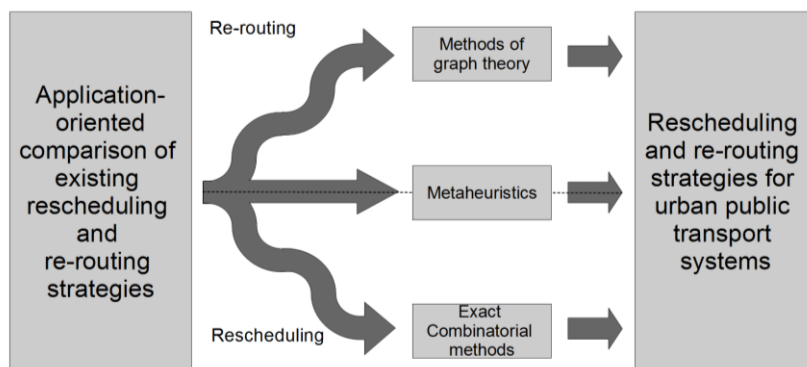 Application-
oriented
comparison of
existing
rescheduling
and
re-routing
strategies
Re-routing
Rescheduling
Methods of
graph theory
Metaheuristics
Exact
Combinatorial
methods
Rescheduling
and re-routing
strategies for
urban public
transport
systems